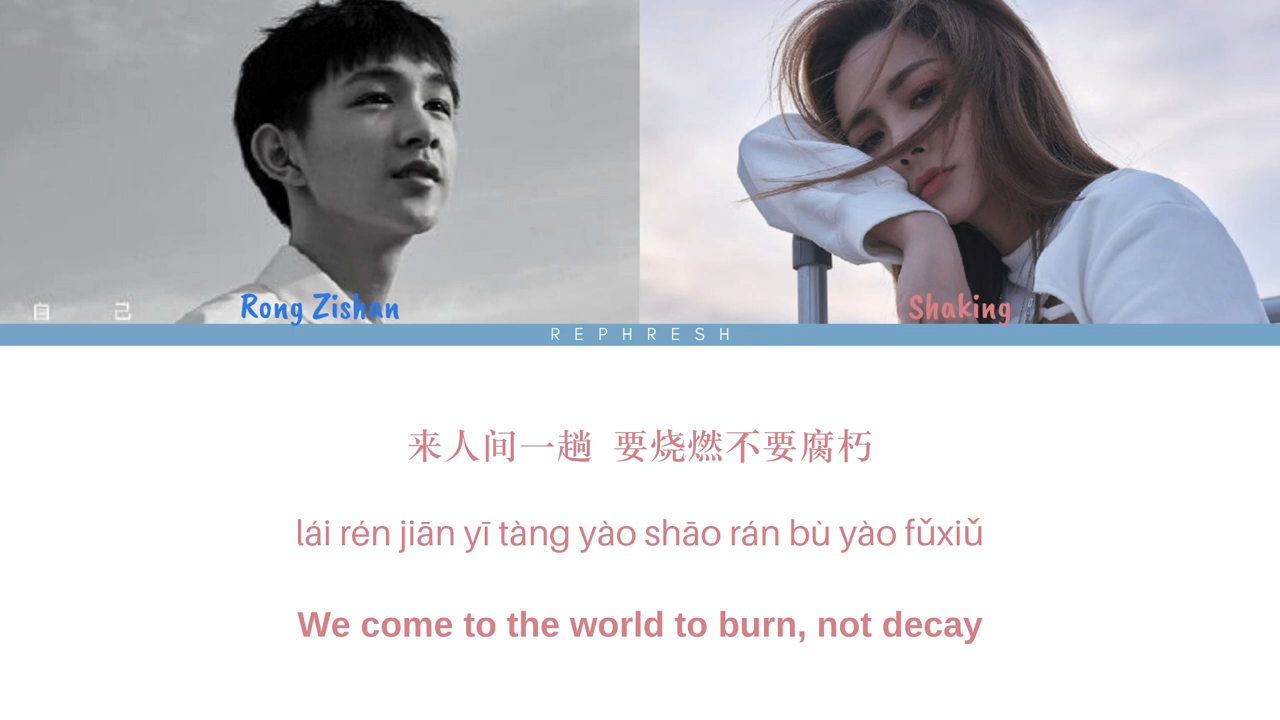 自 己
Rong Zishan
Shaking
REPHRESH
来人间一趟 要烧燃不要腐朽
lái rén jiān yī tàng yào shāo rán bù yào fǔxiǔ
We come to the world to burn, not decay